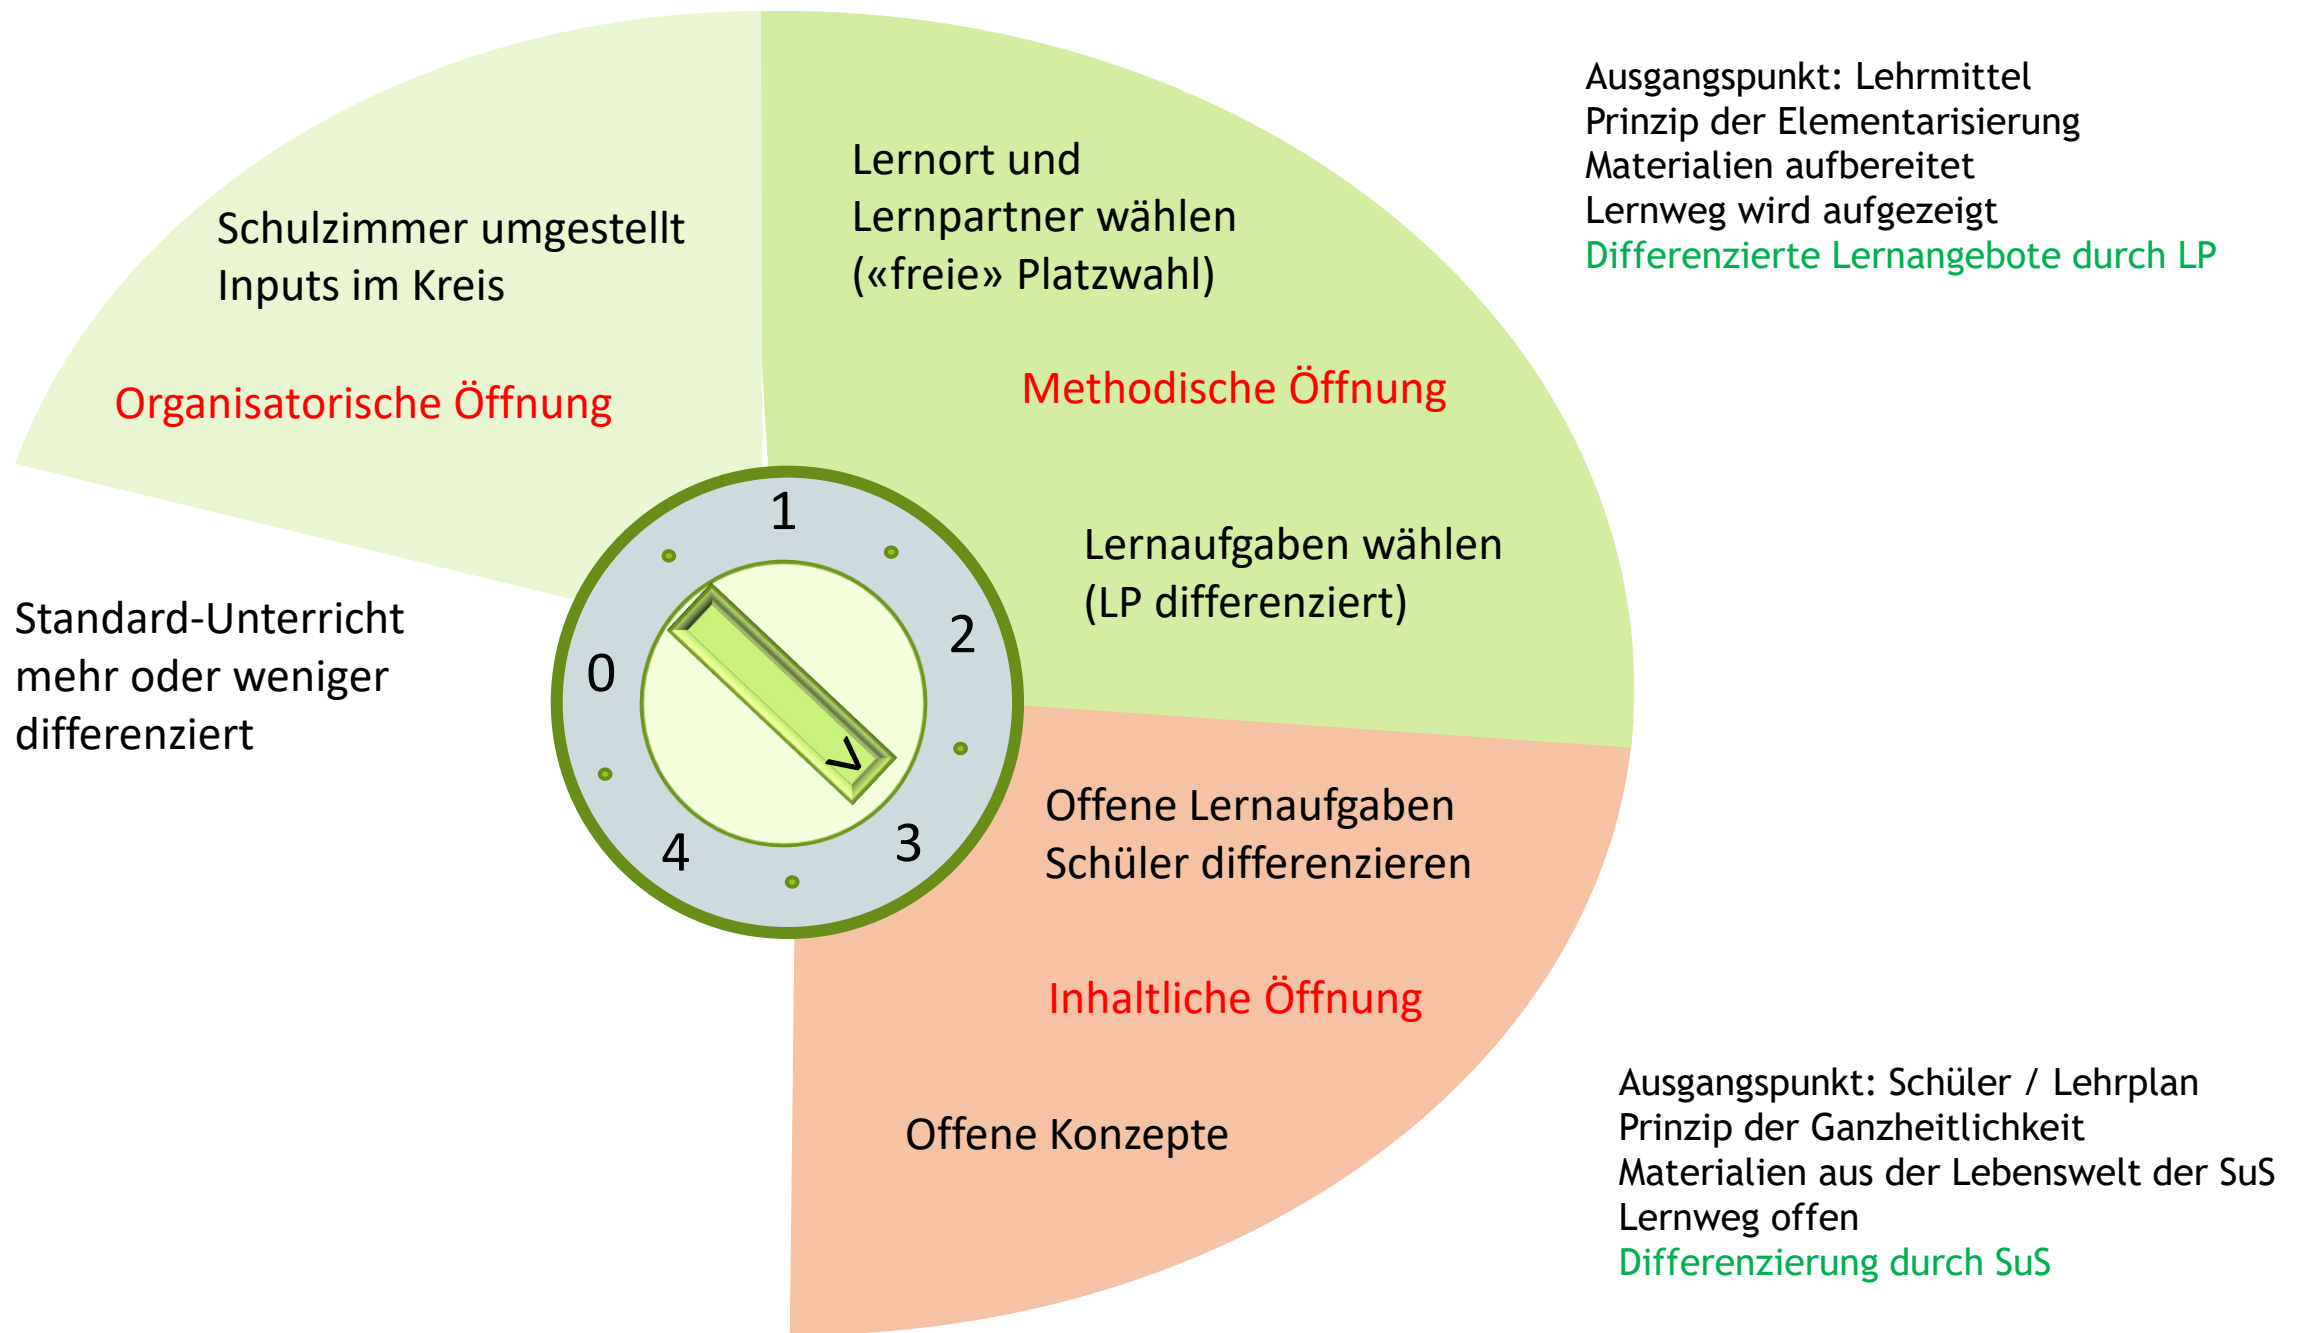 Schulzimmer umgestellt
Inputs im Kreis
Organisatorische Öffnung
Lernort und
Lernpartner wählen
(«freie» Platzwahl)
Methodische Öffnung
Lernaufgaben wählen
(LP differenziert)
Ausgangspunkt: Lehrmittel
Prinzip der Elementarisierung
Materialien aufbereitet
Lernweg wird aufgezeigt
Differenzierte Lernangebote durch LP
Standard-Unterricht
mehr oder weniger
differenziert
0
1
2
3
4
>
Offene Lernaufgaben
Schüler differenzieren
Inhaltliche Öffnung
Offene Konzepte
Ausgangspunkt: Schüler / Lehrplan
Prinzip der Ganzheitlichkeit
Materialien aus der Lebenswelt der SuS
Lernweg offen
Differenzierung durch SuS